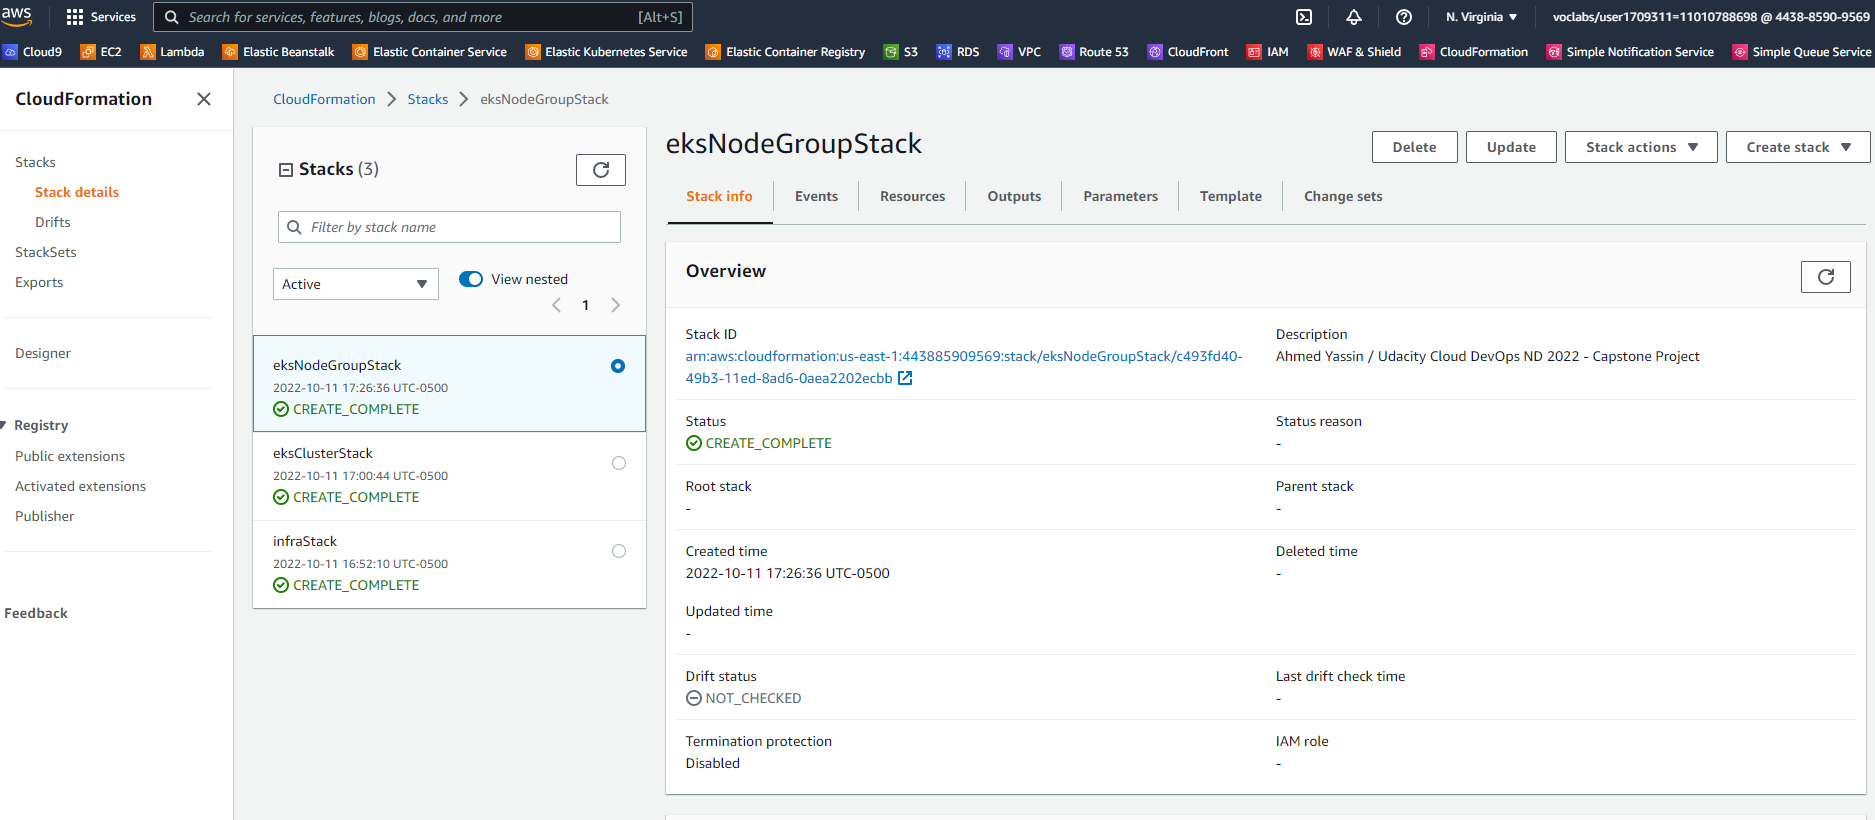 aws
Services
Search for services, features, blogs, docs, and more
[Alt+S]
N. Virginia
voclabs/user1709311=11010788698 @ 4438-8590-9569
Cloud9
EC2
Lambda
Elastic Beanstalk
Elastic Container Service
Elastic Kubernetes Service
Elastic Container Registry
S3
RDS
VPC
Route 53
CloudFront
IAM
WAF & Shield
CloudFormation
Simple Notification Service
Simple Queue Service
CloudFormation
Stacks
Stack details
Drifts
StackSets
Exports
Designer
Registry
Public extensions
Activated extensions
Publisher
Feedback
CloudFormation
Stacks
eksNodeGroupStack
Stacks (3)
Filter by stack name
Active
View nested
1
eksNodeGroupStack
2022-10-11 17:26:36 UTC-0500
CREATE_COMPLETE
eksClusterStack
2022-10-11 17:00:44 UTC-0500
CREATE_COMPLETE
infraStack
2022-10-11 16:52:10 UTC-0500
CREATE_COMPLETE
eksNodeGroupStack
Delete
Update
Stack actions
Create stack
Stack info
Events
Resources
Outputs
Parameters
Template
Change sets
Overview
Stack ID
arn:aws:cloudformation:us-east-1:443885909569:stack/eksNodeGroupStack/c493fd40-
49b3-11ed-8ad6-0aea2202ecbb
Description
Ahmed Yassin / Udacity Cloud DevOps ND 2022 - Capstone Project
Status
CREATE_COMPLETE
Status reason
-
Root stack
-
Parent stack
-
Created time
2022-10-11 17:26:36 UTC-0500
Deleted time
-
Updated time
-
Drift status
NOT_CHECKED
Last drift check time
-
Termination protection
Disabled
IAM role
-